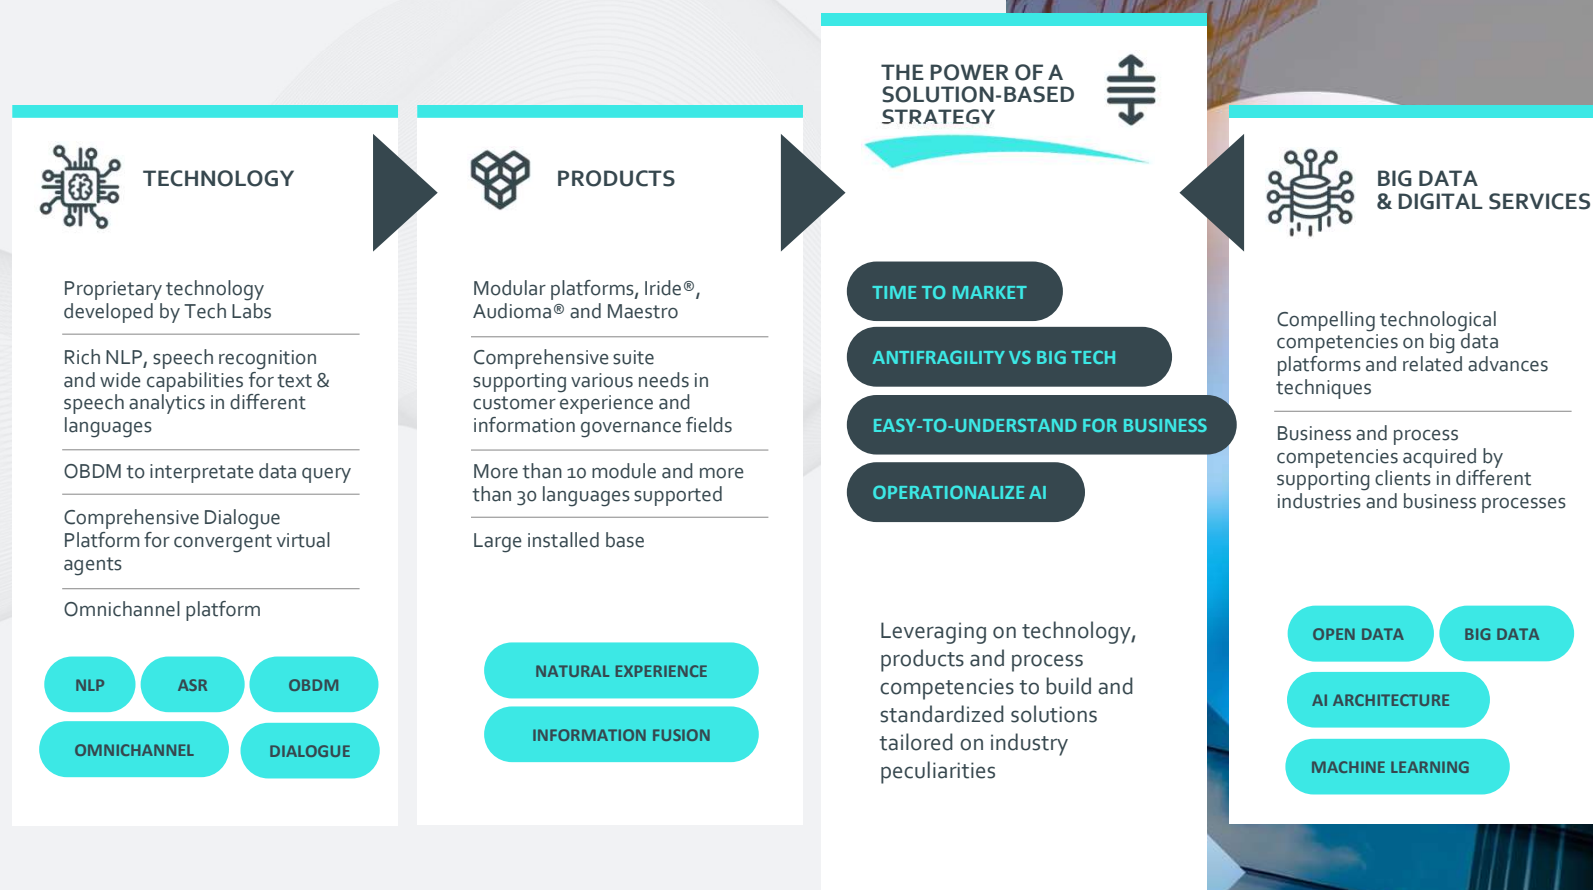 TECHNOLOGY
Proprietary technology
developed by Tech Labs
Rich NLP, speech recognition
and wide capabilities for text &
speech analytics in different
languages
OBDM to interpretate data query
Comprehensive Dialogue
Platform for convergent virtual
agents
Omnichannel platform
NLP
ASR
OBDM
OMNICHANNEL
DIALOGUE
PRODUCTS
Modular platforms, Iride®,
Audioma® and Maestro
Comprehensive suite
supporting various needs in
customer experience and
information governance fields
More than 10 module and more
than 30 languages supported
Large installed base
NATURAL EXPERIENCE
INFORMATION FUSION
THE POWER OF A
SOLUTION-BASED
STRATEGY
TIME TO MARKET
ANTIFRAGILITY VS BIG TECH
EASY-TO-UNDERSTAND FOR BUSINESS
OPERATIONALIZE AI
Leveraging on technology,
products and process
competencies to build and
standardized solutions
tailored on industry
peculiarities
BIG DATA
& DIGITAL SERVICES
Compelling technological
competencies on big data
platforms and related advances
techniques
Business and process
competencies acquired by
supporting clients in different
industries and business processes
OPEN DATA
BIG DATA
AI ARCHITECTURE
MACHINE LEARNING